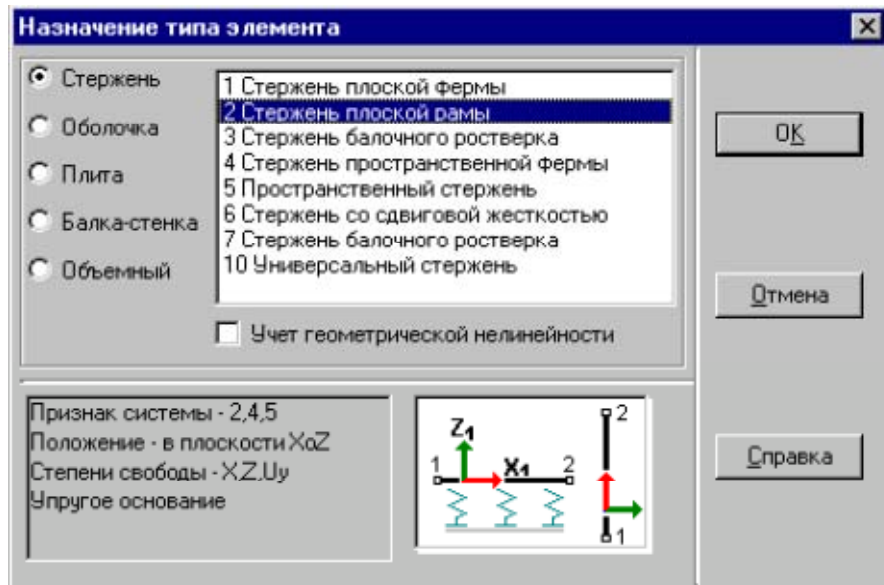 Назначение типа элемента
Стержень
Оболочка
Плита
Балка-стенка
Объемный
1 Стержень плоской фермы
2 Стержень плоской рамы
3 Стержень балочного ростверка
4 Стержень пространственной фермы
5 Пространственный стержень
6 Стержень со сдвиговой жесткостью
7 Стержень балочного ростверка
10 Универсальный стержень
Учет геометрической нелинейности
OK
Отмена
Справка
Признак системы - 2,4,5
Положение - в плоскости XoZ
Степени свободы - X,Z,Uy
Упругое основание
Z1
1 X1 2
2
1